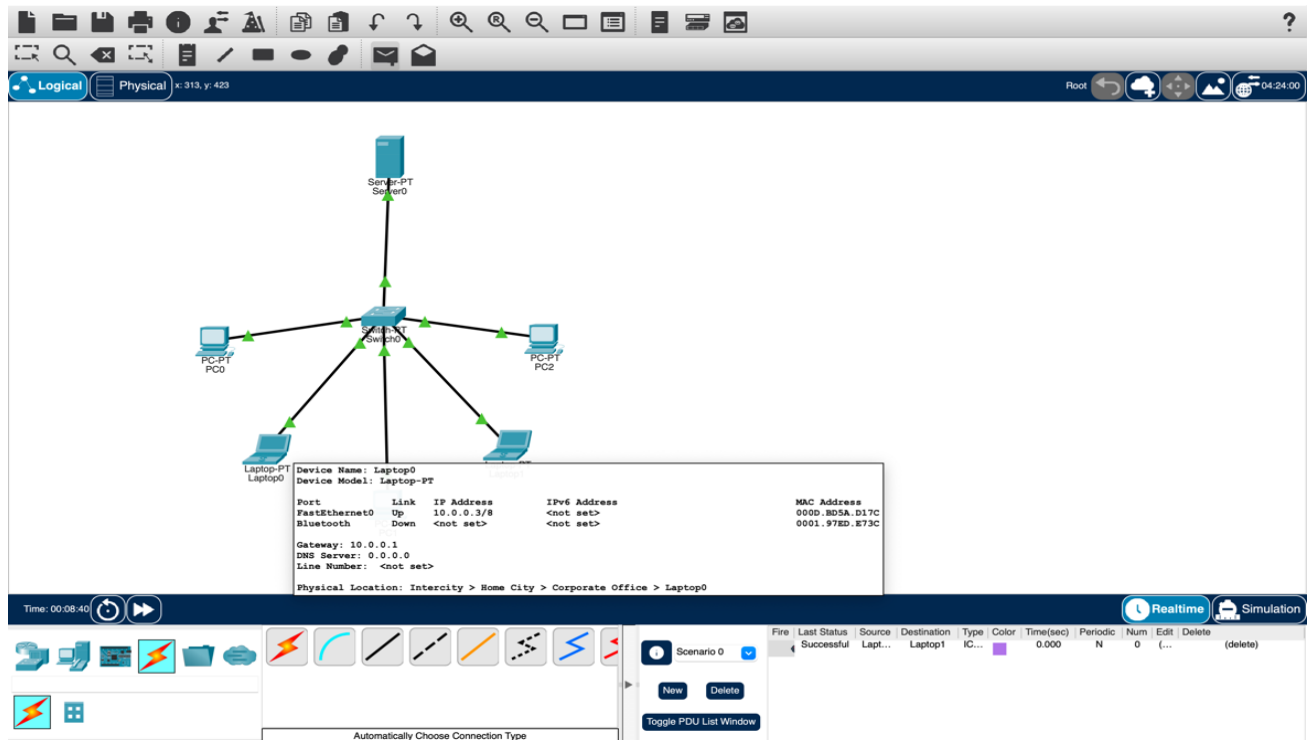 ?
Logical Physical x: 313, y: 423 Root 04:24:00
Server-PT
Server0
Switch-PT
Switch0
PC-PT
PC0
PC-PT
PC2
Laptop-PT
Laptop0
Device Name: Laptop0
Device Model: Laptop-PT
Port Link IP Address IPv6 Address MAC Address
FastEthernet0 Up 10.0.0.3/8 <not set> 000D.BD5A.D17C
Bluetooth Down <not set> <not set> 0001.97ED.E73C
Gateway: 10.0.0.1
DNS Server: 0.0.0.0
Line Number: <not set>
Physical Location: Intercity > Home City > Corporate Office > Laptop0
Time: 00:08:40 Realtime Simulation
Scenario 0
New Delete
Toggle PDU List Window
Automatically Choose Connection Type
Fire Last Status Source Destination Type Color Time(sec) Periodic Num Edit Delete
Successful Lapt... Laptop1 IC... 0.000 N 0 (... (delete)